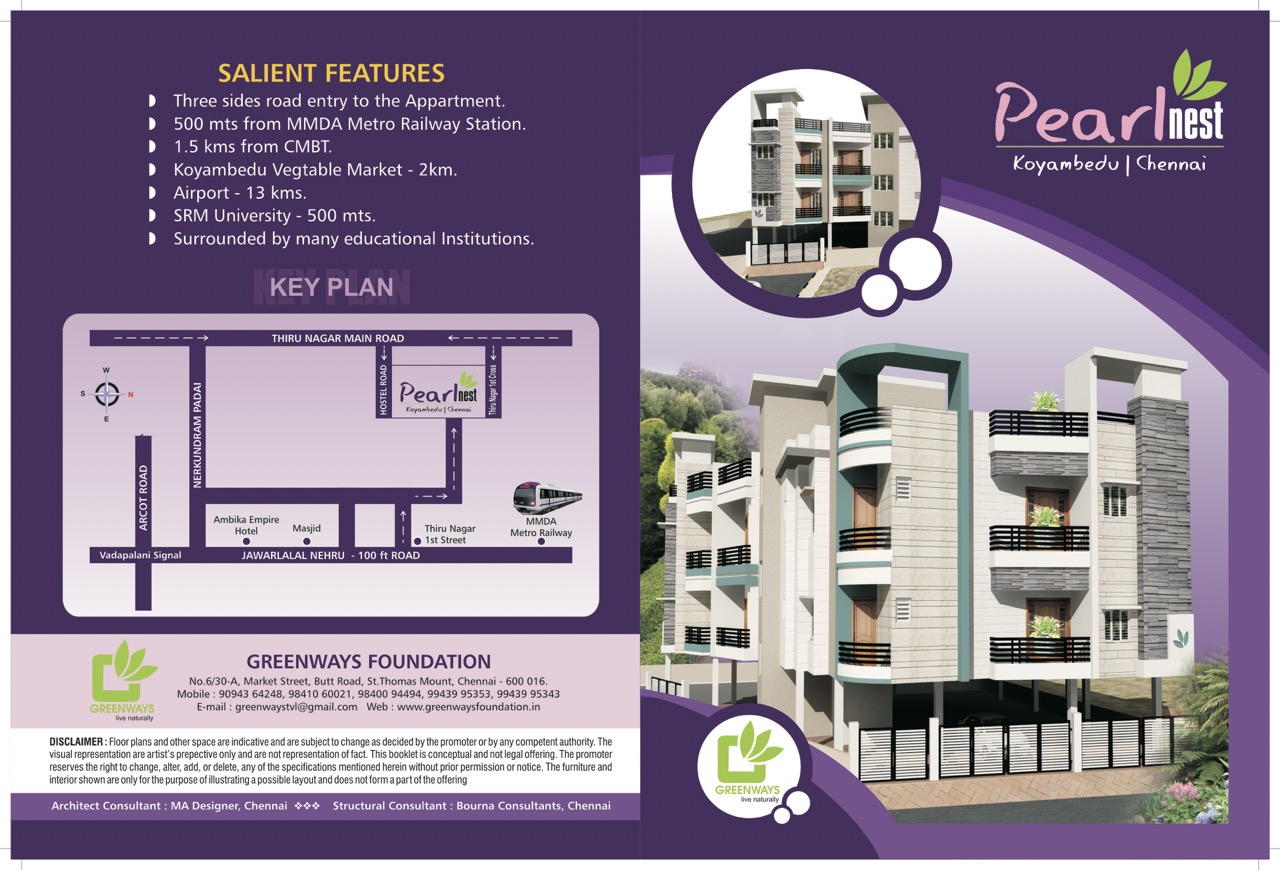 SALIENT FEATURES
Three sides road entry to the Appartment.
500 mts from MMDA Metro Railway Station.
1.5 kms from CMBT.
Koyambedu Vegtable Market - 2km.
Airport - 13 kms.
SRM University - 500 mts.
Surrounded by many educational Institutions.
KEY PLAN
THIRU NAGAR MAIN ROAD
W
S
N
E
NERKUNDRAM PADAI
HOSTEL ROAD
Pearlnest
Koyambedu | Chennai
Thiru Nagar 1st Cross
ARCOT ROAD
Ambika Empire
Hotel
Masjid
Thiru Nagar
1st Street
MMDA
Metro Railway
Vadapalani Signal
JAWARLALAL NEHRU - 100 ft ROAD
GREENWAYS
live naturally
GREENWAYS FOUNDATION
No.6/30-A, Market Street, Butt Road, St.Thomas Mount, Chennai - 600 016.
Mobile : 90943 64248, 98410 60021, 98400 94494, 99439 95353, 99439 95343
E-mail : greenwaystvl@gmail.com Web : www.greenwaysfoundation.in
DISCLAIMER : Floor plans and other space are indicative and are subject to change as decided by the promoter or by any competent authority. The
visual representation are artist's prepective only and are not representation of fact. This booklet is conceptual and not legal offering. The promoter
reserves the right to change, alter, add, or delete, any of the specifications mentioned herein without prior permission or notice. The furniture and
interior shown are only for the purpose of illustrating a possible layout and does not form a part of the offering
Architect Consultant : MA Designer, Chennai ❖❖❖ Structural Consultant : Bourna Consultants, Chennai
Pearlnest
Koyambedu | Chennai
GREENWAYS
live naturally